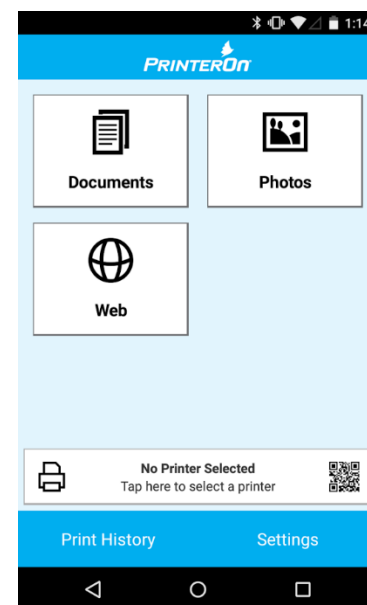 1:14
PRINTERON
Documents
Photos
Web
No Printer Selected
Tap here to select a printer
Print History
Settings